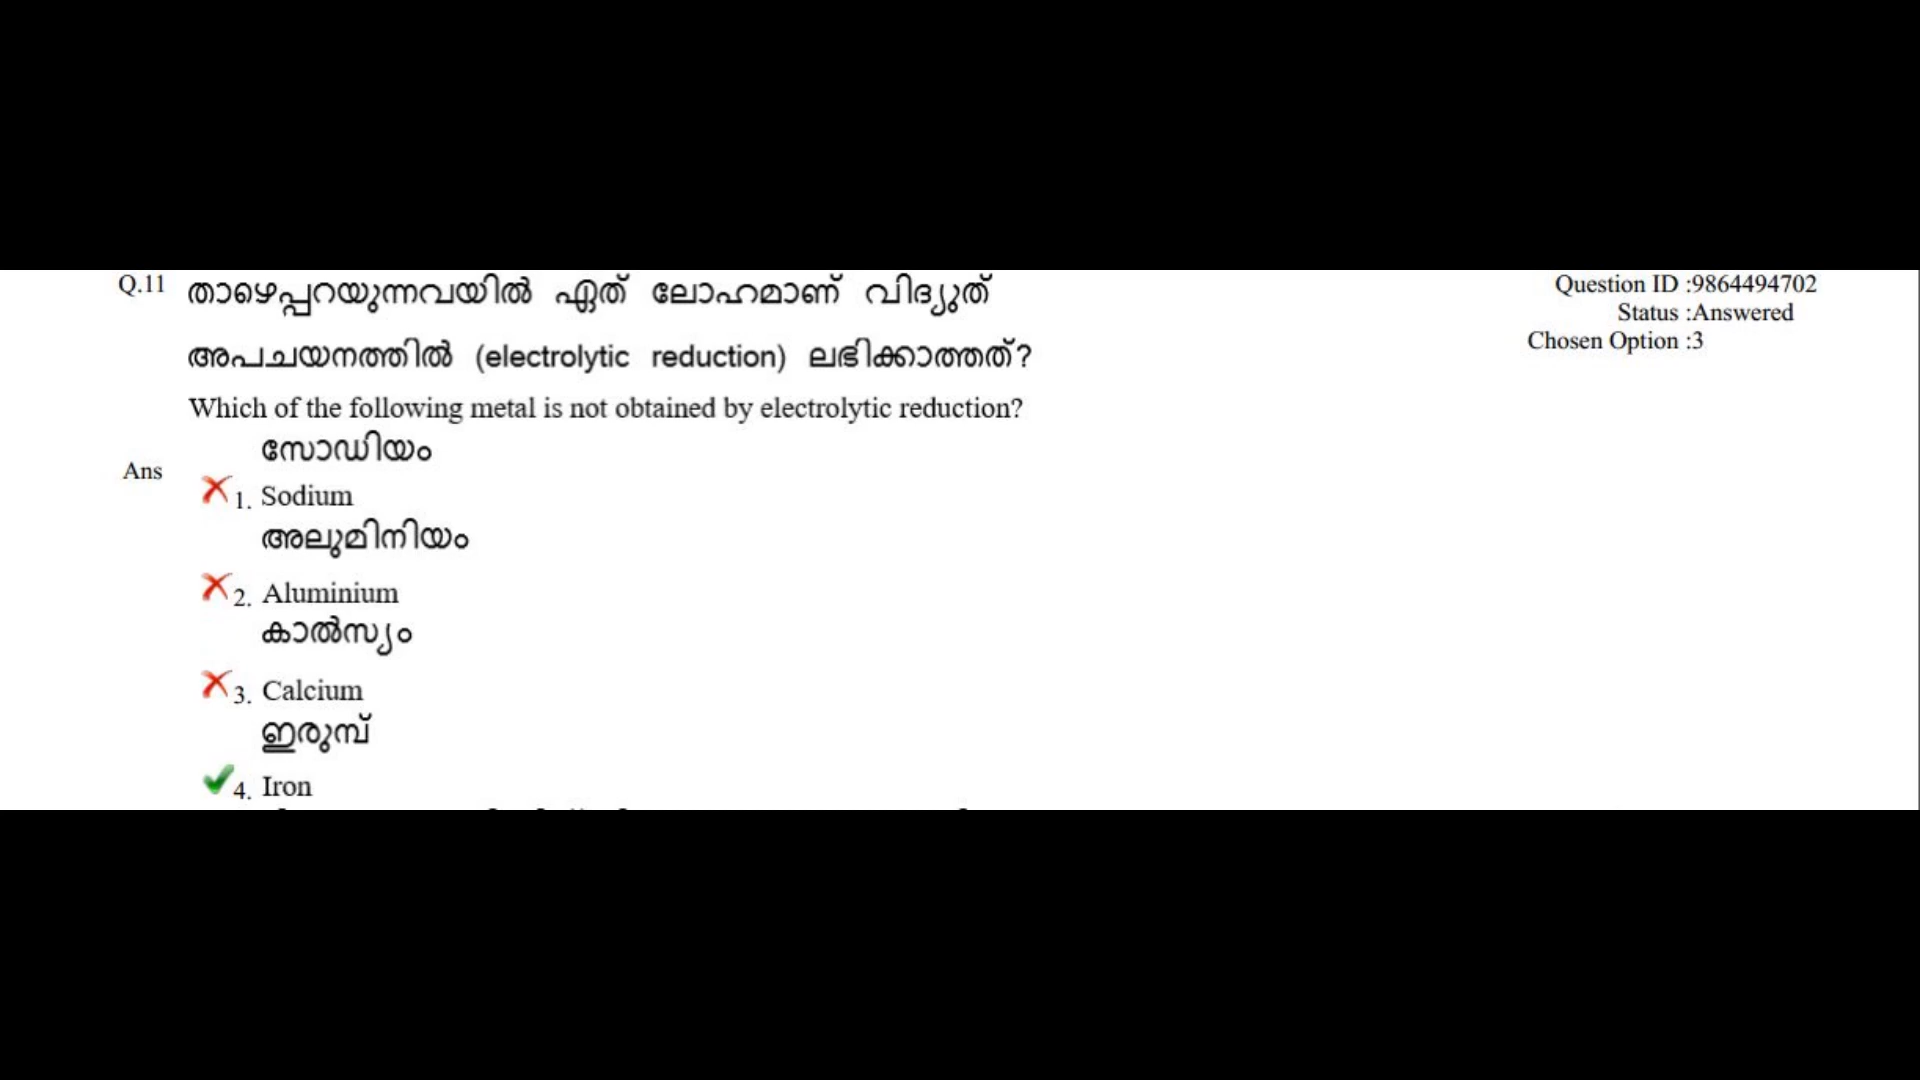 Q.11 താഴെപ്പറയുന്നവയിൽ ഏത് ലോഹമാണ് വിദ്യുത്
അപചയനത്തിൽ (electrolytic reduction) ലഭിക്കാത്തത്?
Which of the following metal is not obtained by electrolytic reduction?
Ans
സോഡിയം
1. Sodium
അലുമിനിയം
2. Aluminium
കാൽസ്യം
3. Calcium
ഇരുമ്പ്
4. Iron
Question ID :9864494702
Status :Answered
Chosen Option :3